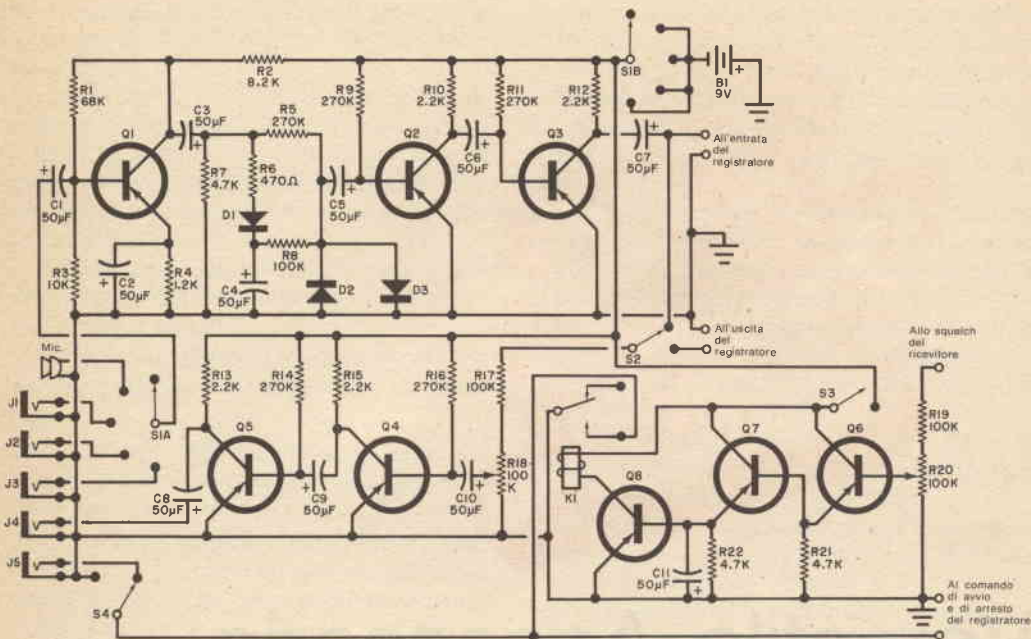 R1
68K
R2
8.2K
R9
270K
R10
2.2K
R11
270K
R12
2.2K
S1B
B1
9V
C3
50µF
R5
270K
Q1
Q2
Q3
C1
50µF
R7
4.7K
R6
470Ω
C5
50µF
C6
50µF
C7
50µF
All'entrata
del
registratore
D1
R8
100K
R3
10K
C2
50µF
R4
1.2K
C4
50µF
D2
D3
Mic.
All'uscita
del
registratore
S2
Allo squelch
del
ricevitore
R13
2.2K
R14
270K
R15
2.2K
R16
270K
R17
100K
J1
J2
J3
J4
J5
S1A
Q5
Q4
S3
Q7
Q6
R19
100K
R20
100K
R18
100
K
K1
Q8
C8
50µF
C9
50µF
C10
50µF
C11
50µF
R22
4.7K
R21
4.7K
S4
Al comando
di avvio
e di arresto
del registratore